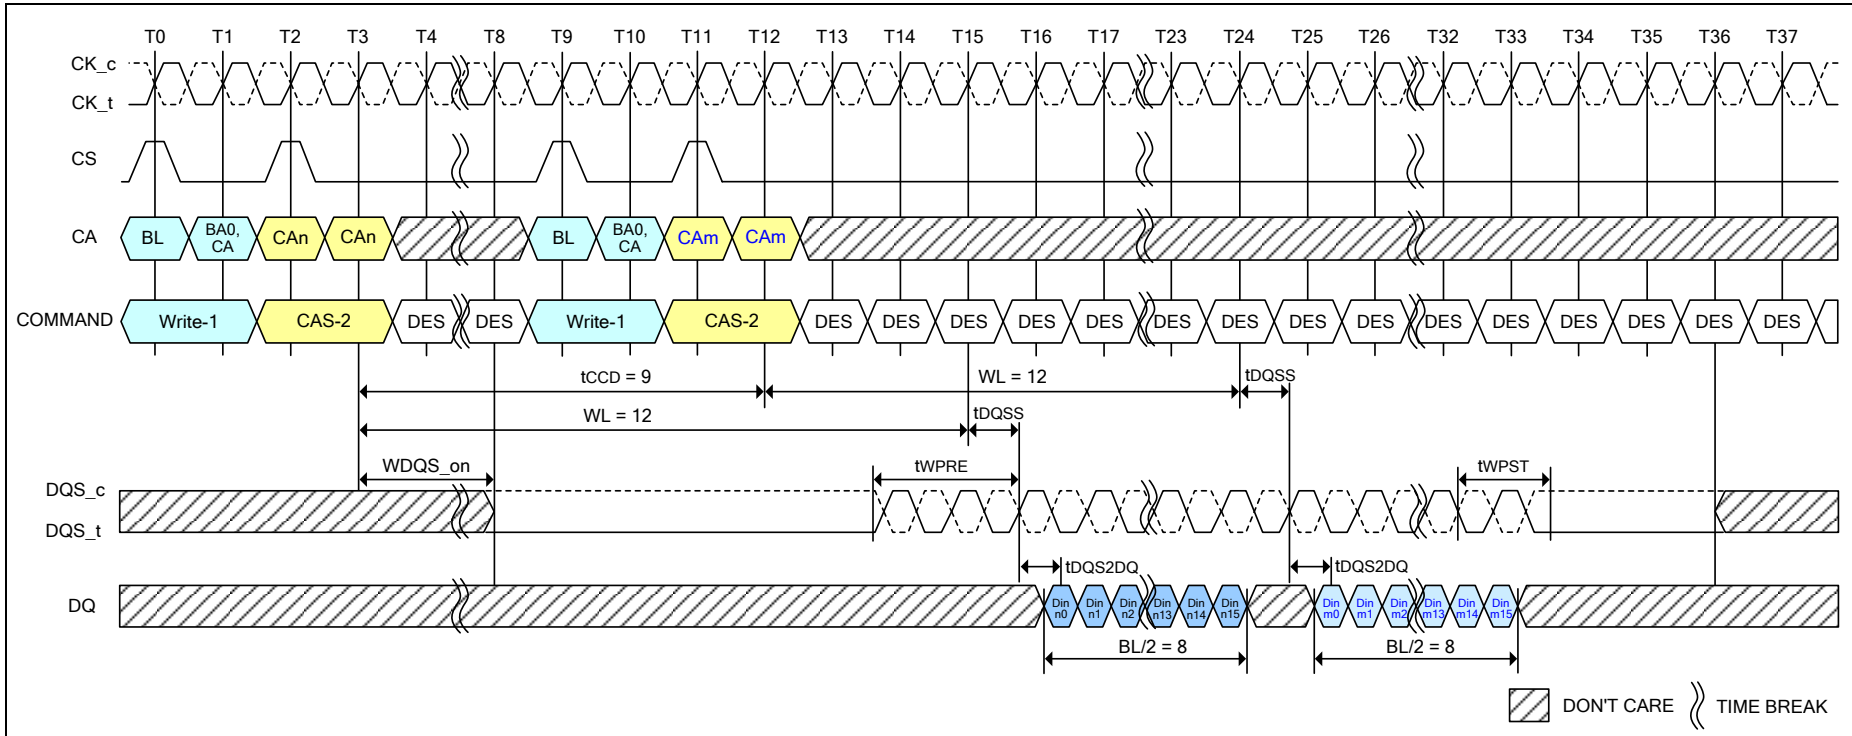 T0 T1 T2 T3 T4 T8 T9 T10 T11 T12 T13 T14 T15 T16 T17 T23 T24 T25 T26 T32 T33 T34 T35 T36 T37
CK_c
CK_t
CS
CA BL BA0, CA CAn CAn BL BA0, CA CAm CAm
COMMAND Write-1 CAS-2 DES DES Write-1 CAS-2 DES DES DES DES DES DES DES DES DES DES DES DES DES DES DES
tCCD = 9 WL = 12 tDQSS
WL = 12 tDQSS
WDQS_on tWPRE tWPST
DQS_c
DQS_t
tDQS2DQ tDQS2DQ
DQ Din n0 Din n1 Din n2 Din n13 Din n14 Din n15 Din m0 Din m1 Din m2 Din m13 Din m14 Din m15
BL/2 = 8 BL/2 = 8
DON'T CARE TIME BREAK